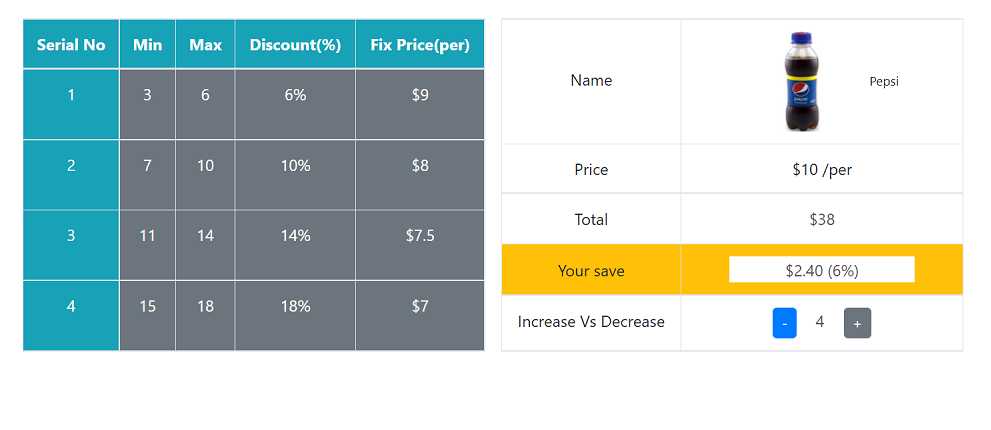 Serial No Min Max Discount(%) Fix Price(per)
1 3 6 6% $9
2 7 10 10% $8
3 11 14 14% $7.5
4 15 18 18% $7
Name Pepsi
Price $10 /per
Total $38
Your save $2.40 (6%)
Increase Vs Decrease - 4 +